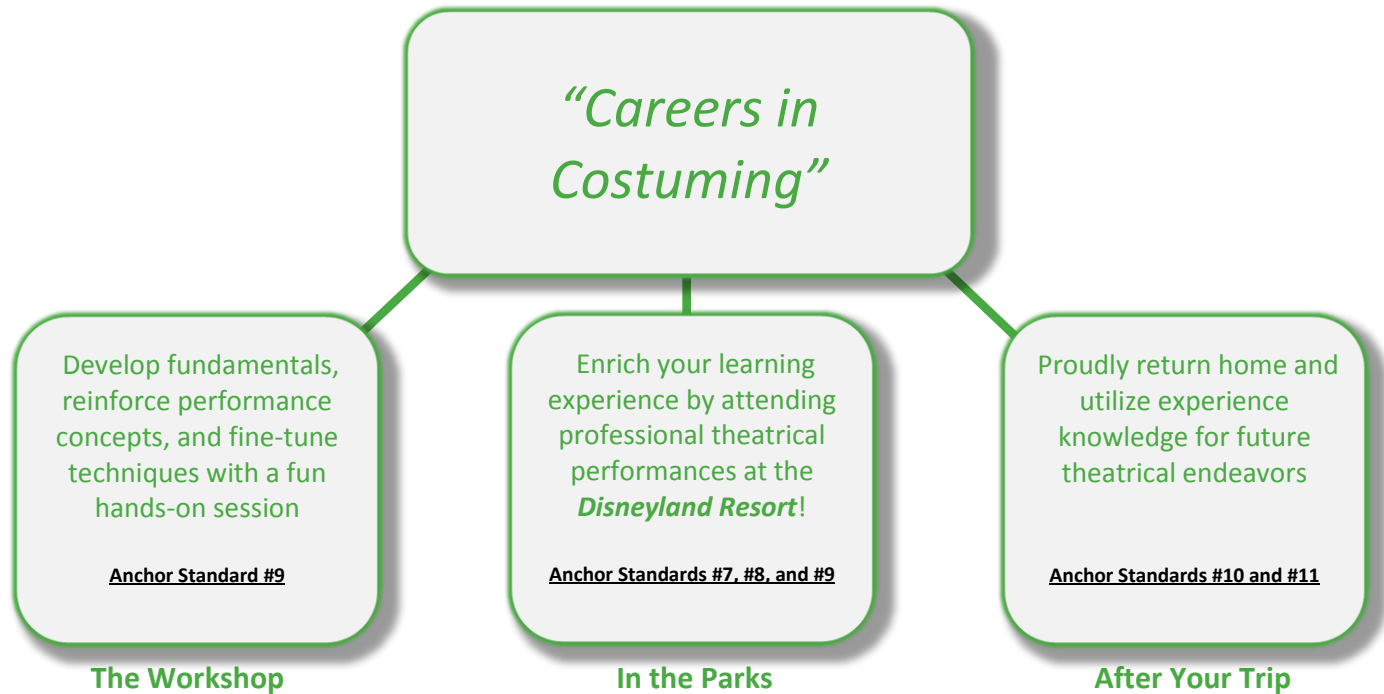 “Careers in
Costuming”
Develop fundamentals,
reinforce performance
concepts, and fine-tune
techniques with a fun
hands-on session
Anchor Standard #9
The Workshop
Enrich your learning
experience by attending
professional theatrical
performances at the
Disneyland Resort!
Anchor Standards #7, #8, and #9
In the Parks
Proudly return home and
utilize experience
knowledge for future
theatrical endeavors
Anchor Standards #10 and #11
After Your Trip